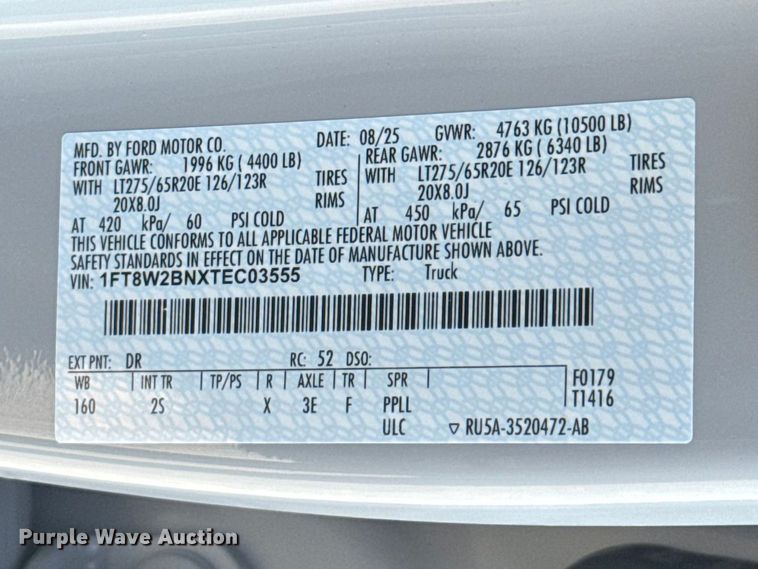 MFD. BY FORD MOTOR CO. DATE: 08/25 GVWR: 4763 KG (10500 LB)
FRONT GAWR: 1996 KG ( 4400 LB) REAR GAWR: 2876 KG ( 6340 LB)
WITH LT275/65R20E 126/123R TIRES WITH LT275/65R20E 126/123R TIRES
20X8.0J RIMS 20X8.0J RIMS
AT 420 kPa/ 60 PSI COLD AT 450 kPa/ 65 PSI COLD
THIS VEHICLE CONFORMS TO ALL APPLICABLE FEDERAL MOTOR VEHICLE
SAFETY STANDARDS IN EFFECT ON THE DATE OF MANUFACTURE SHOWN ABOVE.
VIN: 1FT8W2BNXTEC03555 TYPE: Truck
EXT PNT: DR RC: 52 DSO:
WB INT TR TP/PS R AXLE TR SPR F0179
160 2S X 3E F PPLL T1416
ULC ▽ RU5A-3520472-AB
Purple Wave Auction